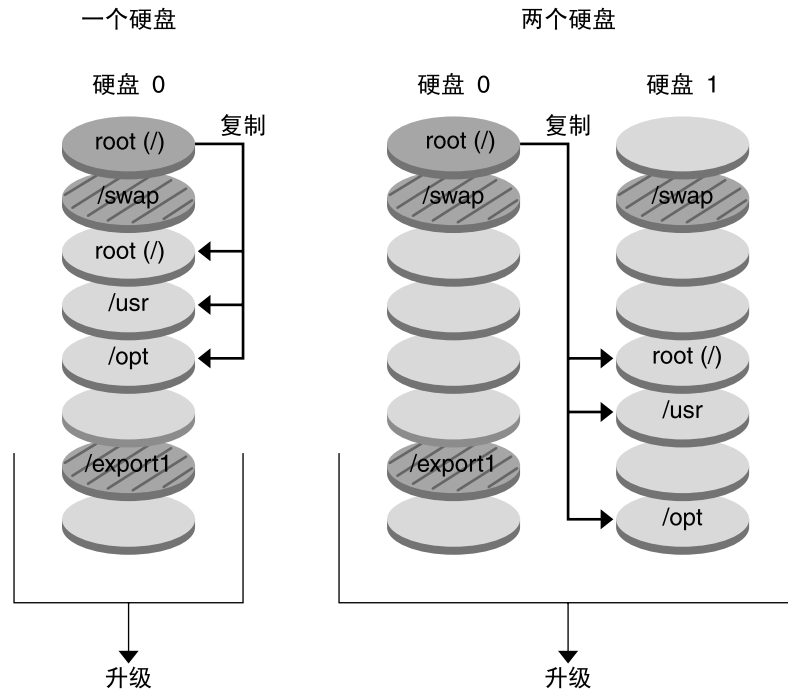 一个硬盘
两个硬盘
硬盘 0
硬盘 0
硬盘 1
root (/)
复制
root (/)
复制
/swap
/swap
/swap
root (/)
/usr
/opt
root (/)
/usr
/export1
/export1
/opt
升级
升级